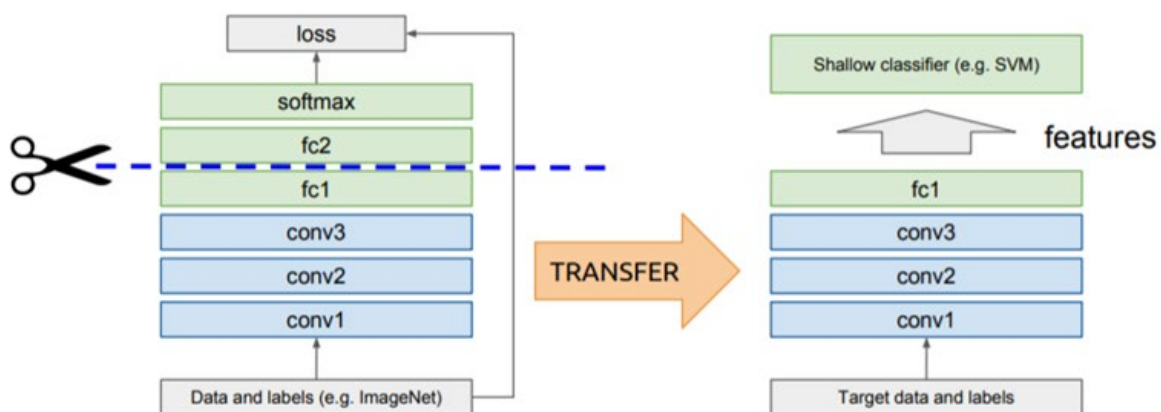 loss
softmax
fc2
fc1
conv3
conv2
conv1
Data and labels (e.g. ImageNet)
TRANSFER
Shallow classifier (e.g. SVM)
features
fc1
conv3
conv2
conv1
Target data and labels